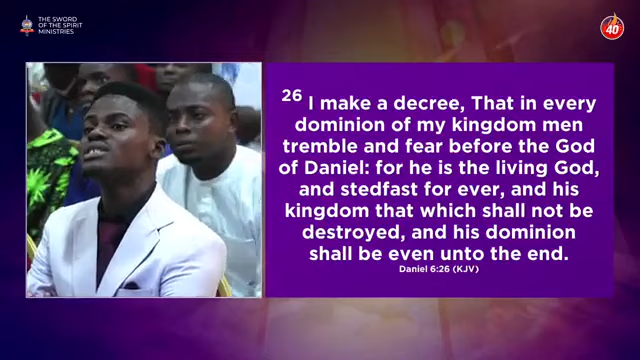 THE SWORD
OF THE SPIRIT
MINISTRIES
40
26 I make a decree, That in every
dominion of my kingdom men
tremble and fear before the God
of Daniel: for he is the living God,
and stedfast for ever, and his
kingdom that which shall not be
destroyed, and his dominion
shall be even unto the end.
Daniel 6:26 (KJV)